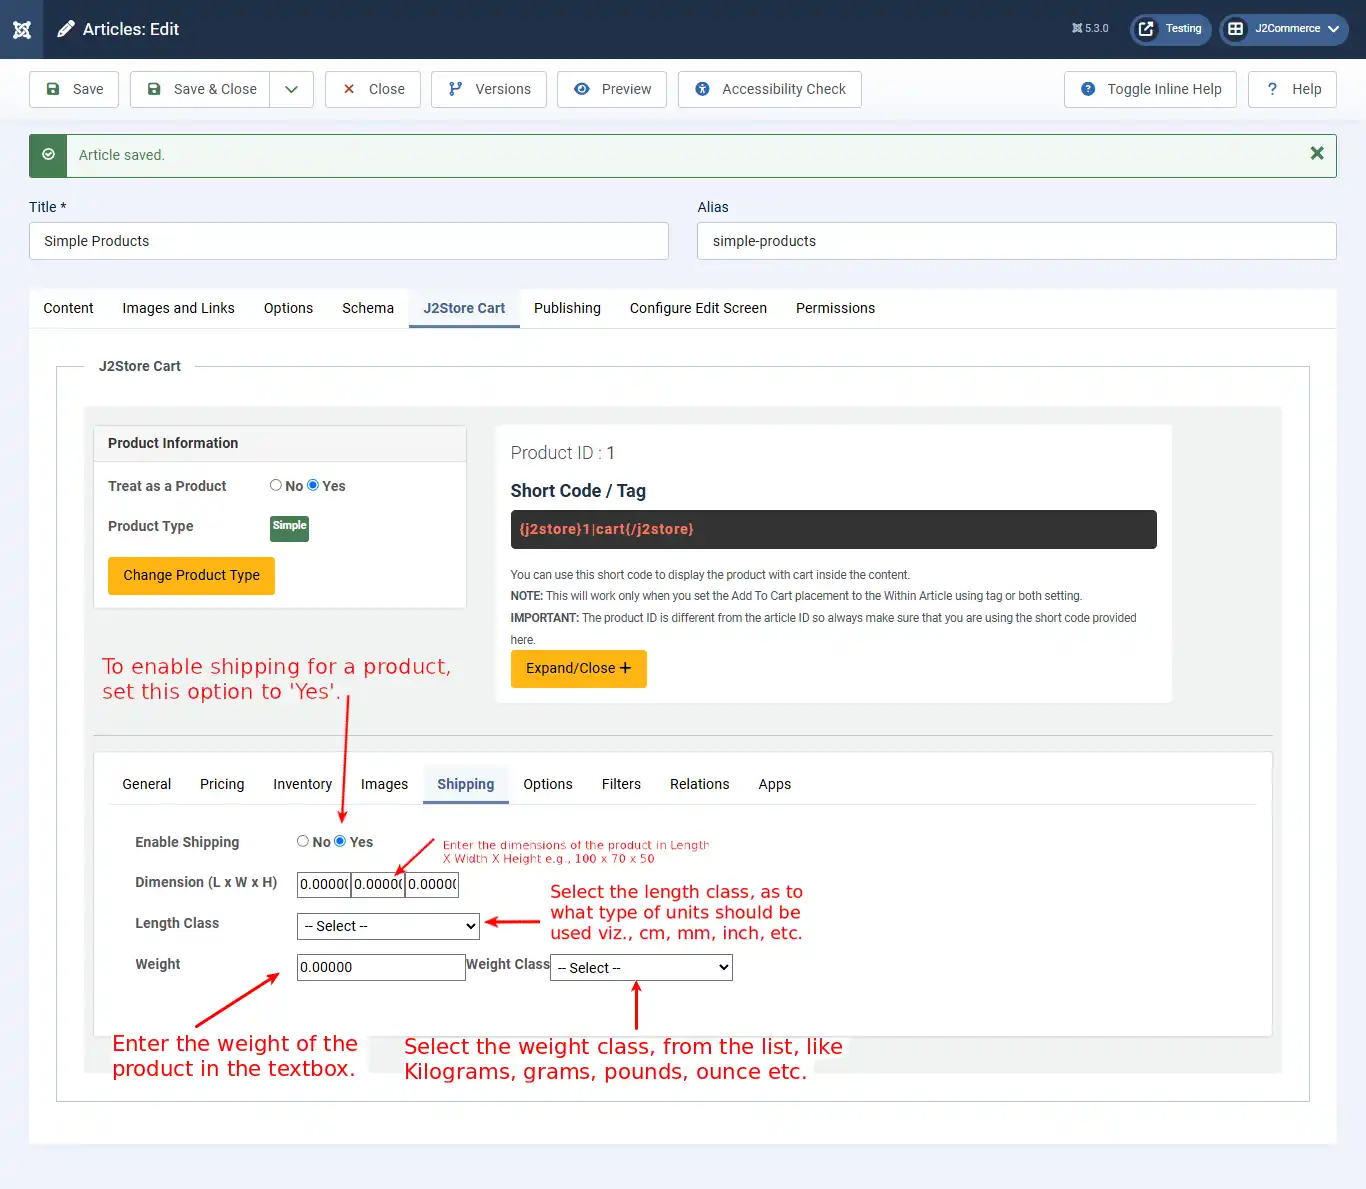 Articles: Edit
5.3.0
Testing
J2Commerce
Save
Save & Close
Close
Versions
Preview
Accessibility Check
Toggle Inline Help
? Help
Article saved.
Title *
Alias
Simple Products
simple-products
Content
Images and Links
Options
Schema
J2Store Cart
Publishing
Configure Edit Screen
Permissions
J2Store Cart
Product Information
Treat as a Product
No
Yes
Product Type
Simple
Change Product Type
Product ID : 1
Short Code / Tag
{j2store}1|cart{/j2store}
You can use this short code to display the product with cart inside the content.
NOTE: This will work only when you set the Add To Cart placement to the Within Article using tag or both setting.
IMPORTANT: The product ID is different from the article ID so always make sure that you are using the short code provided
here.
Expand/Close +
To enable shipping for a product,
set this option to 'Yes'.
General
Pricing
Inventory
Images
Shipping
Options
Filters
Relations
Apps
Enable Shipping
No
Yes
Enter the dimensions of the product in Length
X Width X Height e.g., 100 x 70 x 50
Dimension (L x W x H)
0.0000
0.0000
0.0000
Select the length class, as to
what type of units should be
used viz., cm, mm, inch, etc.
Length Class
-- Select --
Weight
0.00000
Weight Class
-- Select --
Enter the weight of the
product in the textbox.
Select the weight class, from the list, like
Kilograms, grams, pounds, ounce etc.